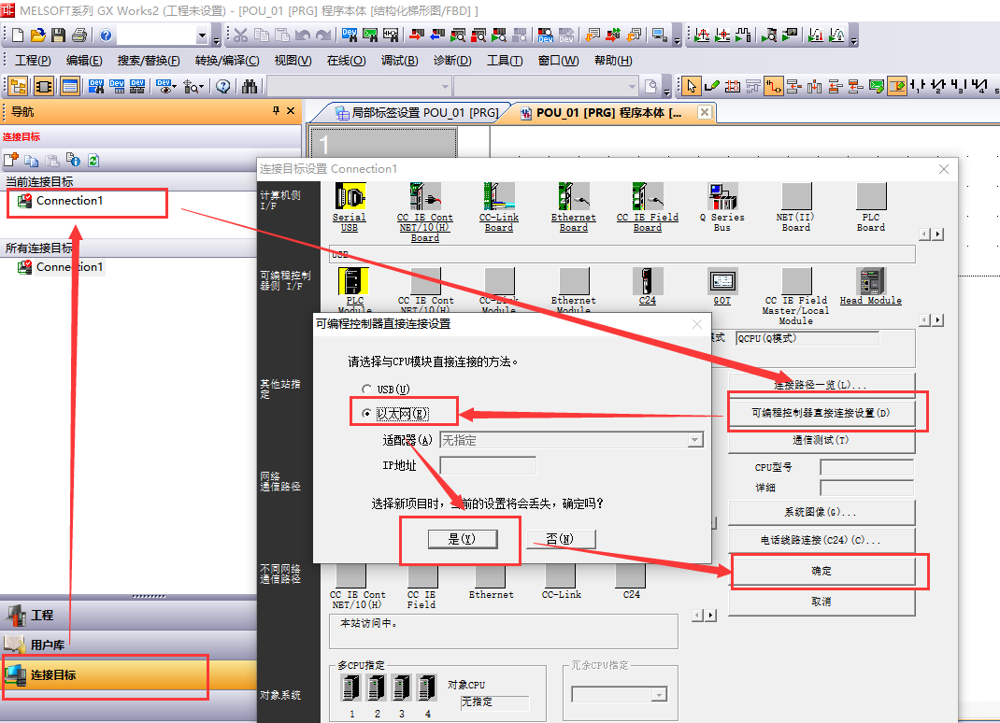 MELSOFT系列 GX Works2 (工程未设置) - [POU_01 [PRG] 程序本体 [结构化梯形图/FBD] ]
工程(P) 编辑(E) 搜索/替换(F) 转换/编译(C) 视图(V) 在线(O) 调试(B) 诊断(D) 工具(T) 窗口(W) 帮助(H)
导航
局部标签设置 POU_01 [PRG]
POU_01 [PRG] 程序本体 [...
连接目标
当前连接目标
Connection1
所有连接目标
Connection1
工程
用户库
连接目标
1
连接目标设置 Connection1
计算机侧
I/F
Serial
USB
CC IE Cont
NET/10(H)
Board
CC-Link
Board
Ethernet
Board
CC IE Field
Board
Q Series
Bus
NET(II)
Board
PLC
Board
USB
可编程控制
器侧 I/F
PLC
Module
CC IE Cont
NET/10(H)
CC-Link
Module
Ethernet
Module
C24
GOT
CC IE Field
Master/Local
Module
Head Module
模式
QCPU(Q模式)
可编程控制器直接连接设置
请选择与CPU模块直接连接的方法。
USB(U)
以太网(E)
适配器(A)
无指定
IP地址
选择新项目时，当前的设置将会丢失，确定吗?
是(Y)
否(N)
其他站指
定
连接路径一览(L)...
可编程控制器直接连接设置(D)
通信测试(T)
CPU型号
详细
系统图像(G)...
电话线路连接(C24)(C)...
确定
取消
网络
通信路径
不同网络
通信路径
CC IE Cont
NET/10(H)
CC IE
Field
Ethernet
CC-Link
C24
本站访问中。
对象系统
多CPU指定
1 2 3 4
对象CPU
无指定
冗余CPU指定